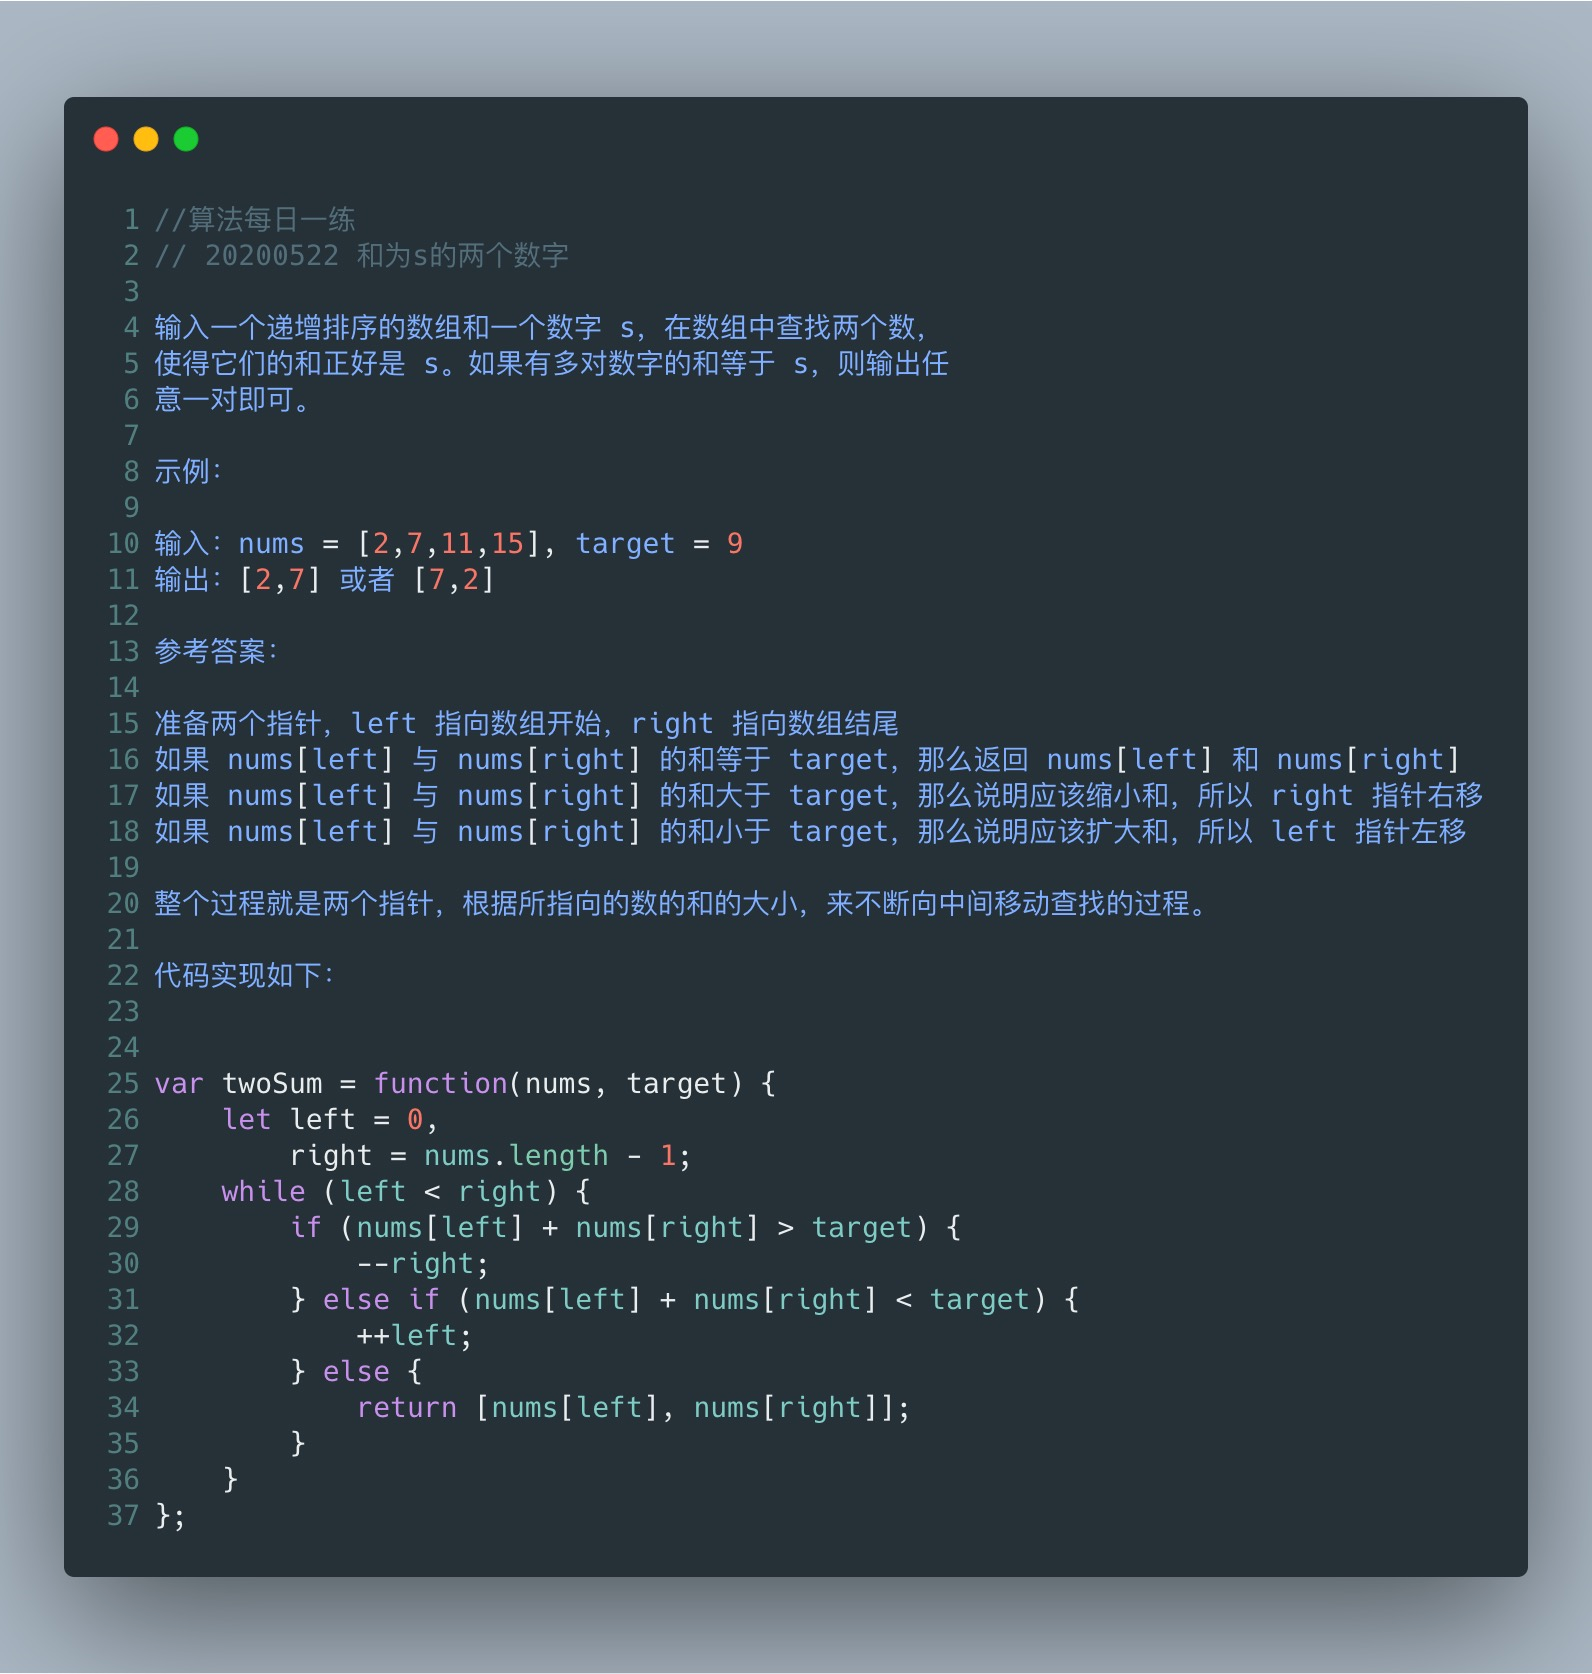 1 //算法每日一练
2 // 20200522 和为s的两个数字
3
4 输入一个递增排序的数组和一个数字 s，在数组中查找两个数，
5 使得它们的和正好是 s。如果有多对数字的和等于 s，则输出任
6 意一对即可。
7
8 示例：
9
10 输入：nums = [2,7,11,15], target = 9
11 输出：[2,7] 或者 [7,2]
12
13 参考答案：
14
15 准备两个指针，left 指向数组开始，right 指向数组结尾
16 如果 nums[left] 与 nums[right] 的和等于 target，那么返回 nums[left] 和 nums[right]
17 如果 nums[left] 与 nums[right] 的和大于 target，那么说明应该缩小和，所以 right 指针右移
18 如果 nums[left] 与 nums[right] 的和小于 target，那么说明应该扩大和，所以 left 指针左移
19
20 整个过程就是两个指针，根据所指向的数的和的大小，来不断向中间移动查找的过程。
21
22 代码实现如下：
23
24
25 var twoSum = function(nums, target) {
26     let left = 0,
27         right = nums.length - 1;
28     while (left < right) {
29         if (nums[left] + nums[right] > target) {
30             --right;
31         } else if (nums[left] + nums[right] < target) {
32             ++left;
33         } else {
34             return [nums[left], nums[right]];
35         }
36     }
37 };